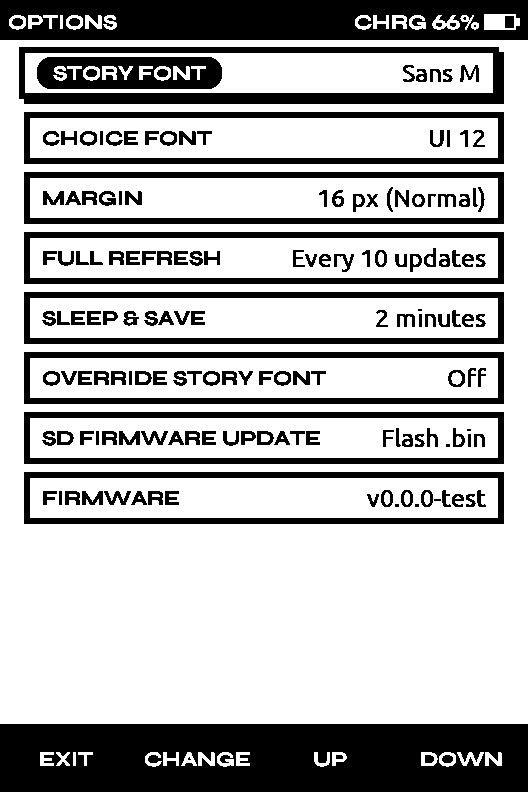 OPTIONS CHRG 66%
STORY FONT Sans M
CHOICE FONT UI 12
MARGIN 16 px (Normal)
FULL REFRESH Every 10 updates
SLEEP & SAVE 2 minutes
OVERRIDE STORY FONT Off
SD FIRMWARE UPDATE Flash .bin
FIRMWARE v0.0.0-test
EXIT CHANGE UP DOWN